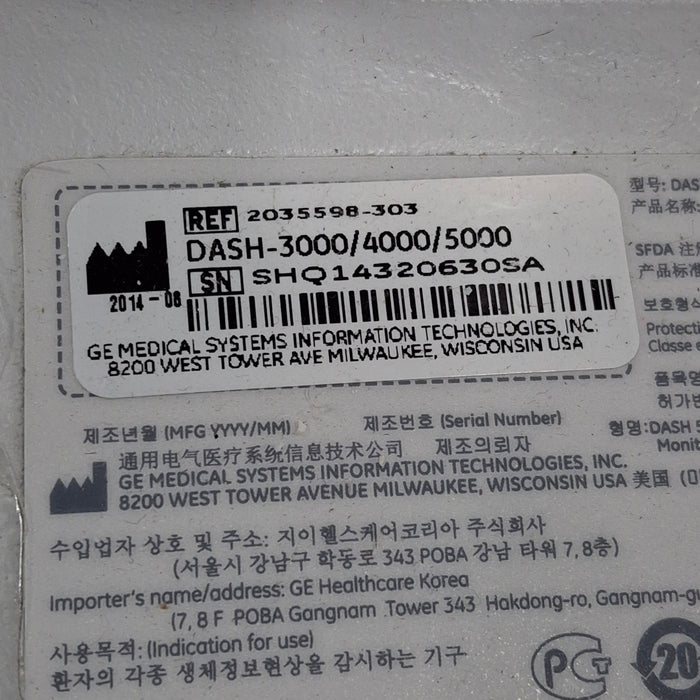 REF 2035598-303
DASH-3000/4000/5000
SN SHQ14320630SA
2014-08
GE MEDICAL SYSTEMS INFORMATION TECHNOLOGIES, INC.
8200 WEST TOWER AVE MILWAUKEE, WISCONSIN USA
型号: DAS
产品名称:
SFDA 注
产品标准
보호형식
Protecti
Classe e
품목명
허가번
형명:DASH 5
Monit
제조년월 (MFG YYYY/MM)
제조번호 (Serial Number)
通用电气医疗系统信息技术公司 제조의뢰자
GE MEDICAL SYSTEMS INFORMATION TECHNOLOGIES, INC.
8200 WEST TOWER AVENUE MILWAUKEE, WISCONSIN USA 美国 (미
수입업자 상호 및 주소: 지이헬스케어코리아 주식회사
(서울시 강남구 학동로 343 POBA 강남 타워 7, 8층)
Importer's name/address: GE Healthcare Korea
(7, 8 F POBA Gangnam Tower 343 Hakdong-ro, Gangnam-gu
사용목적: (Indication for use)
환자의 각종 생체정보현상을 감시하는 기구
PCT
20